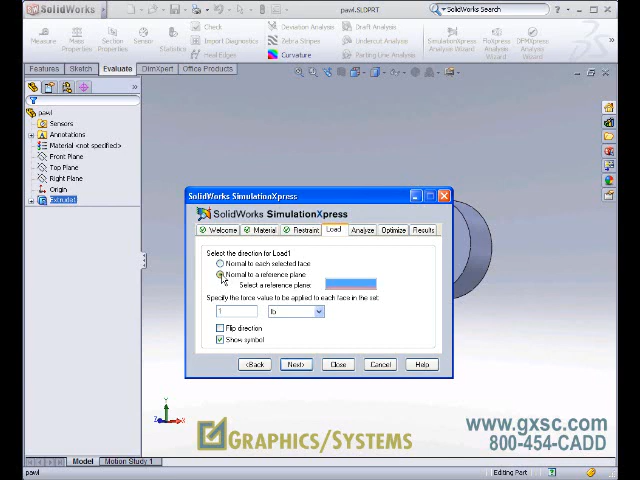 SolidWorks
pawl.SLDPRT
SolidWorks Search
Measure
Mass Properties
Section Properties
Sensor
Statistics
Check
Import Diagnostics
Heal Edges
Deviation Analysis
Zebra Stripes
Curvature
Draft Analysis
Undercut Analysis
Parting Line Analysis
SimulationXpress Analysis Wizard
FloXpress Analysis Wizard
DFMXpress Analysis Wizard
Features
Sketch
Evaluate
DimXpert
Office Products
pawl
Sensors
Annotations
Material <not specified>
Front Plane
Top Plane
Right Plane
Origin
Extrude1
SolidWorks SimulationXpress
SolidWorks SimulationXpress
Welcome
Material
Restraint
Load
Analyze
Optimize
Results
Select the direction for Load1
Normal to each selected face
Normal to a reference plane
Select a reference plane:
Specify the force value to be applied to each face in the set:
1
lb
Flip direction
Show symbol
<Back
Next>
Close
Cancel
Help
Y
Z
X
GRAPHICS/SYSTEMS
www.gxsc.com
800-454-CADD
Model
Motion Study 1
pawl
Editing Part